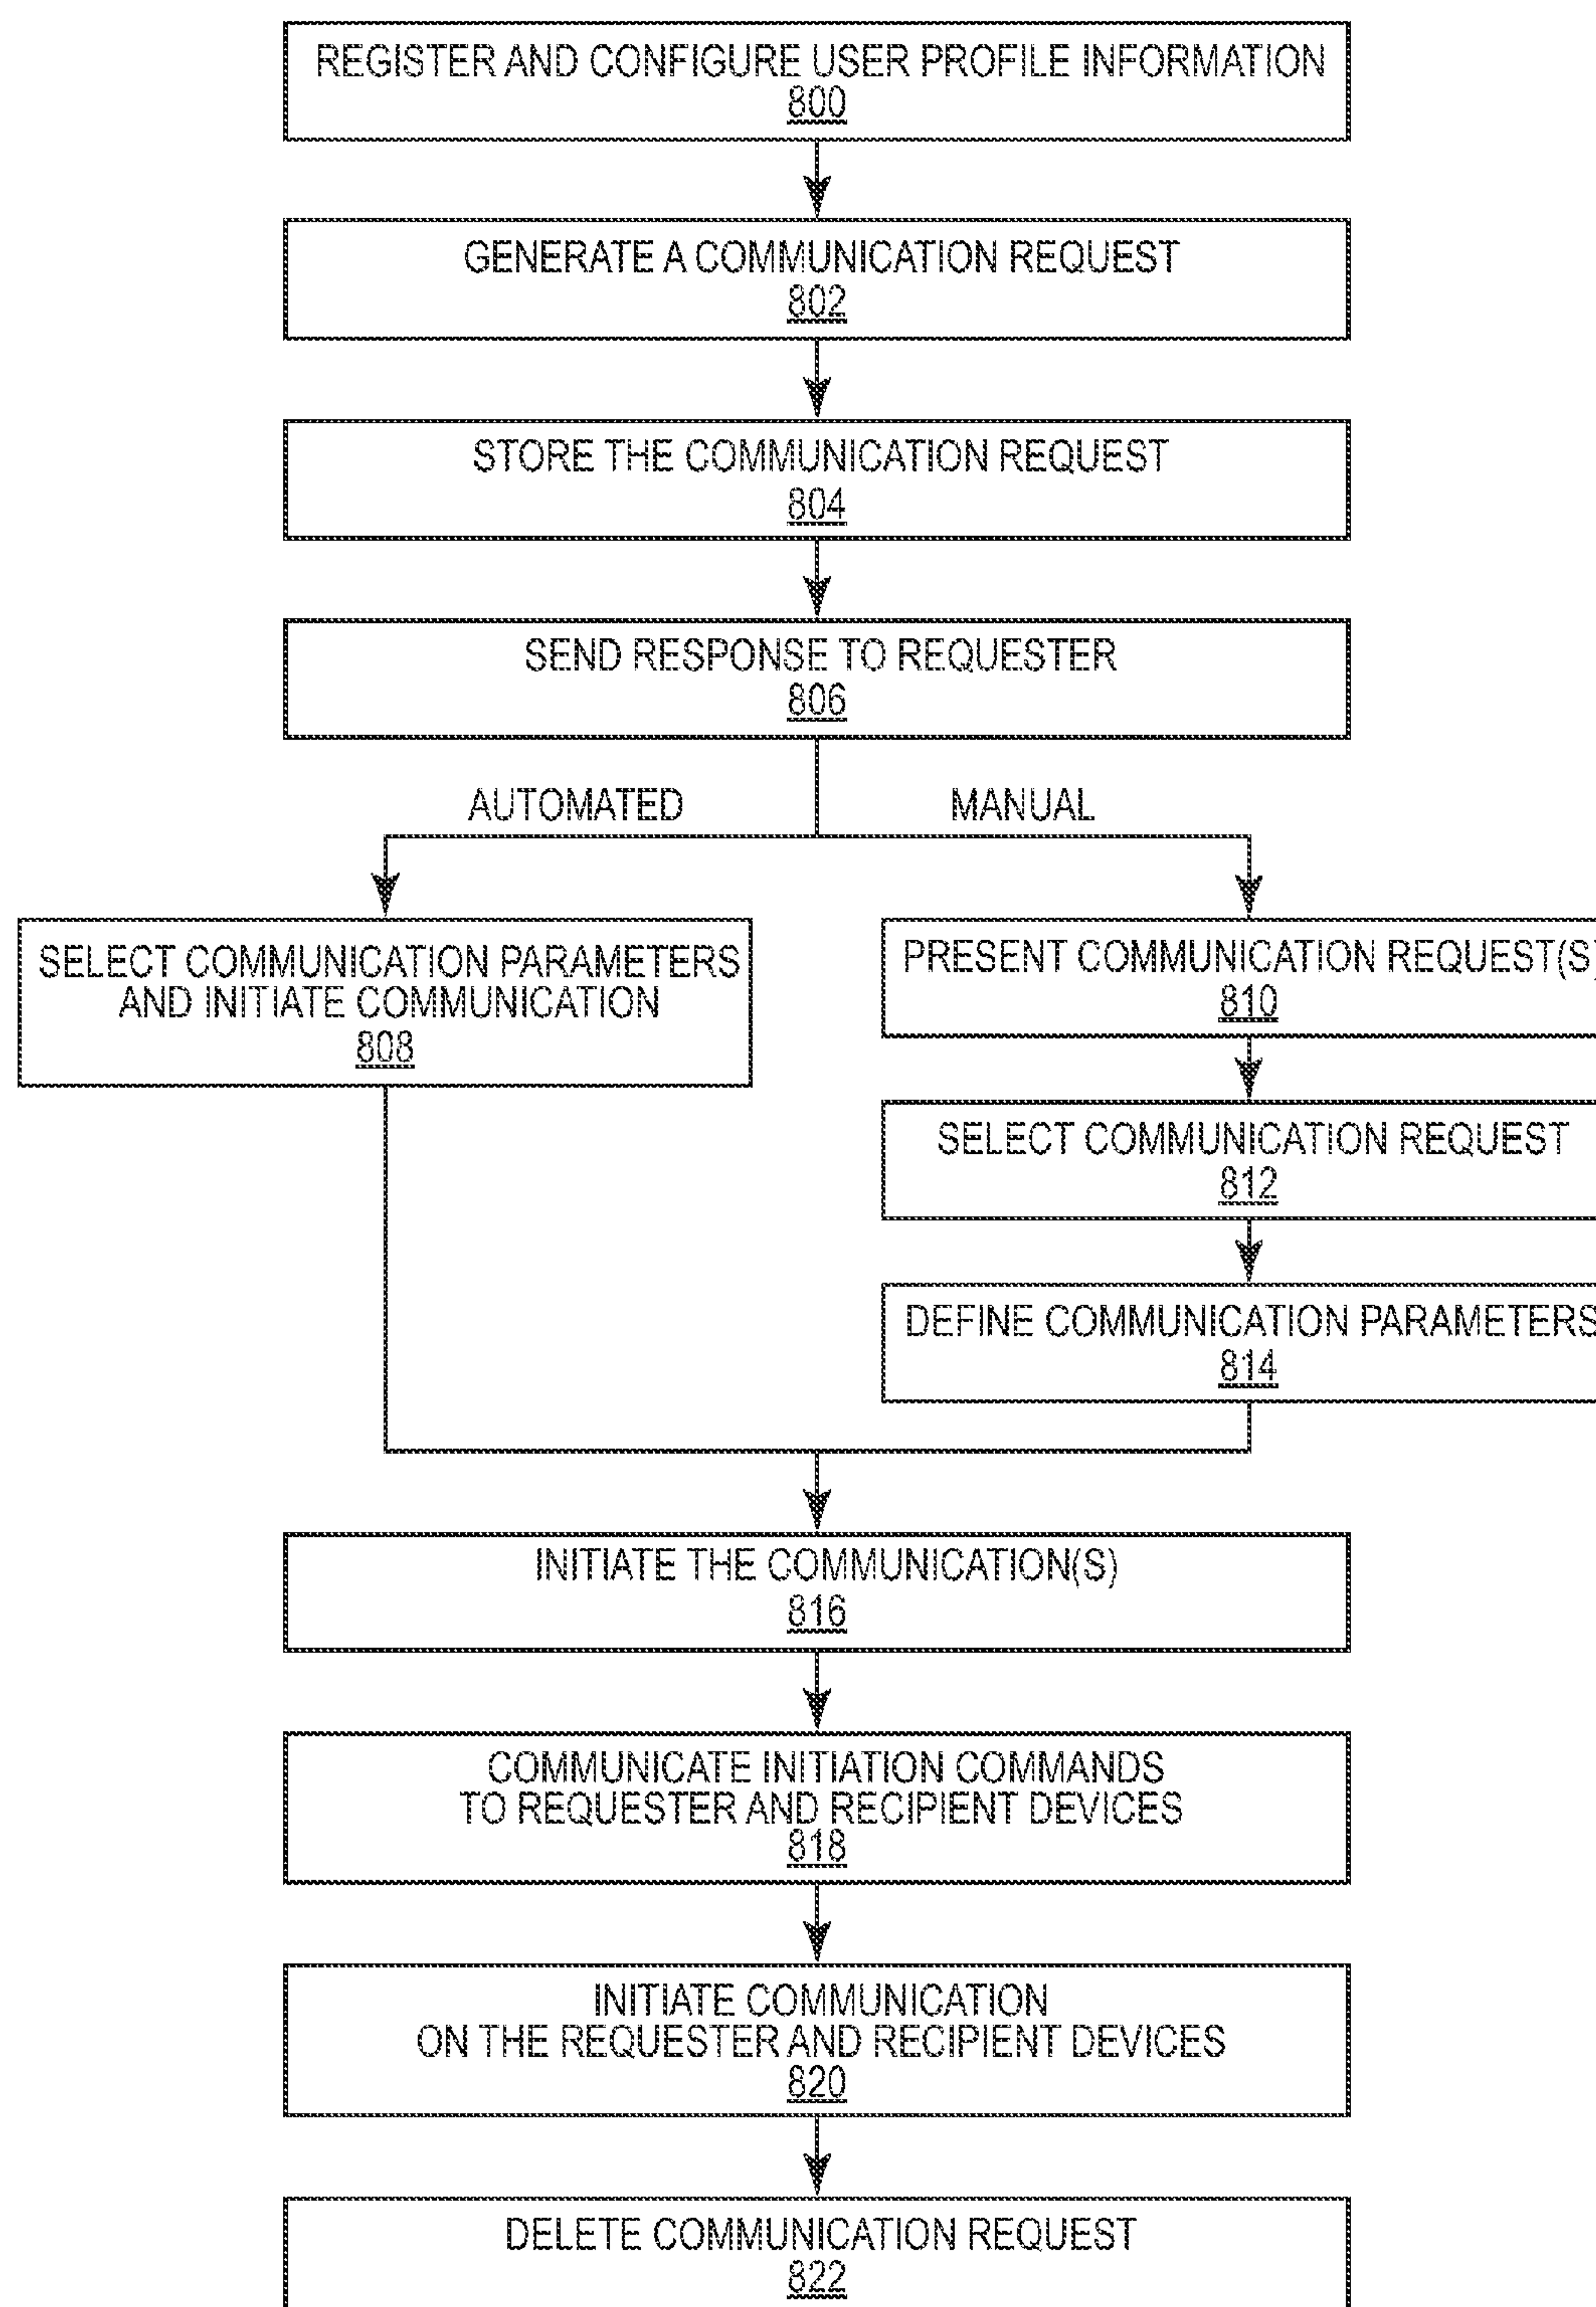 REGISTER AND CONFIGURE USER PROFILE INFORMATION
800
GENERATE A COMMUNICATION REQUEST
802
STORE THE COMMUNICATION REQUEST
804
SEND RESPONSE TO REQUESTER
806
AUTOMATED
MANUAL
SELECT COMMUNICATION PARAMETERS
AND INITIATE COMMUNICATION
808
PRESENT COMMUNICATION REQUEST(S)
810
SELECT COMMUNICATION REQUEST
812
DEFINE COMMUNICATION PARAMETERS
814
INITIATE THE COMMUNICATION(S)
816
COMMUNICATE INITIATION COMMANDS
TO REQUESTER AND RECIPIENT DEVICES
818
INITIATE COMMUNICATION
ON THE REQUESTER AND RECIPIENT DEVICES
820
DELETE COMMUNICATION REQUEST
822